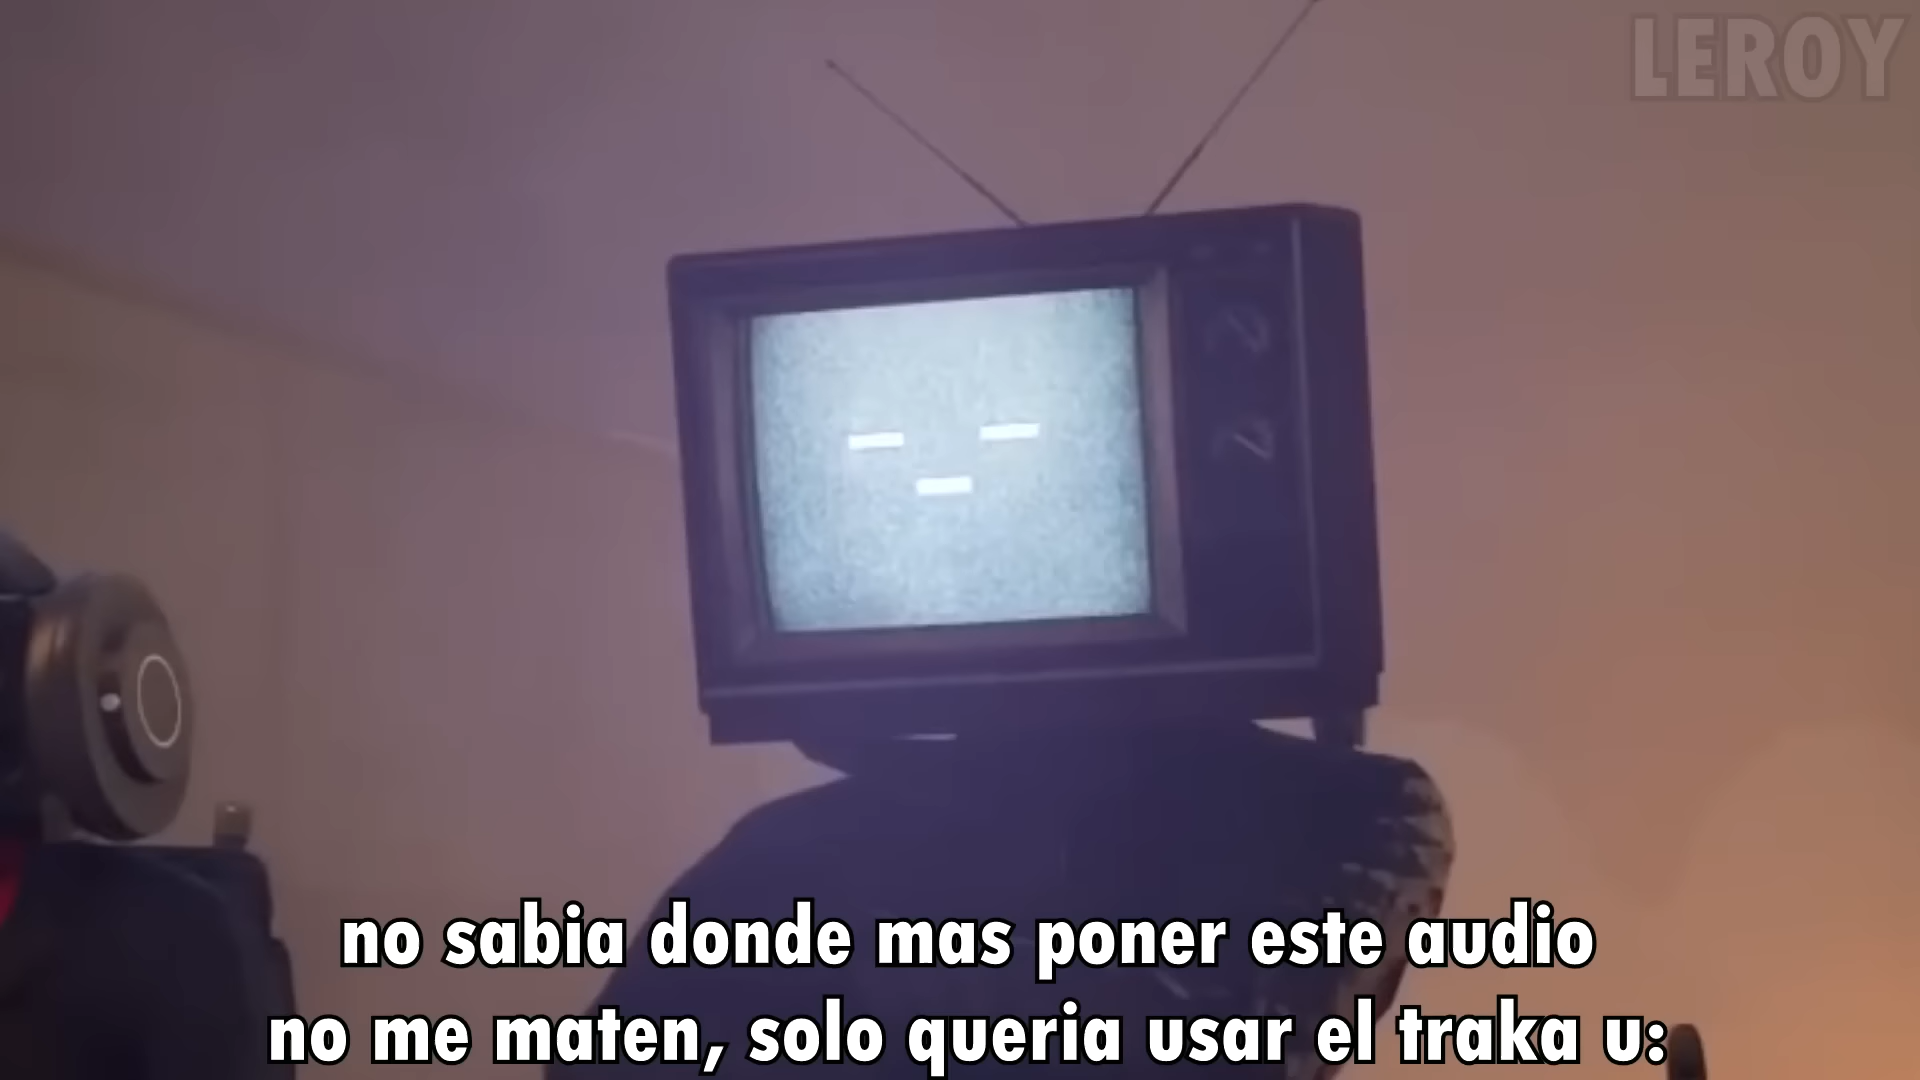 LEROY
no sabia donde mas poner este audio
no me maten, solo queria usar el traka u: